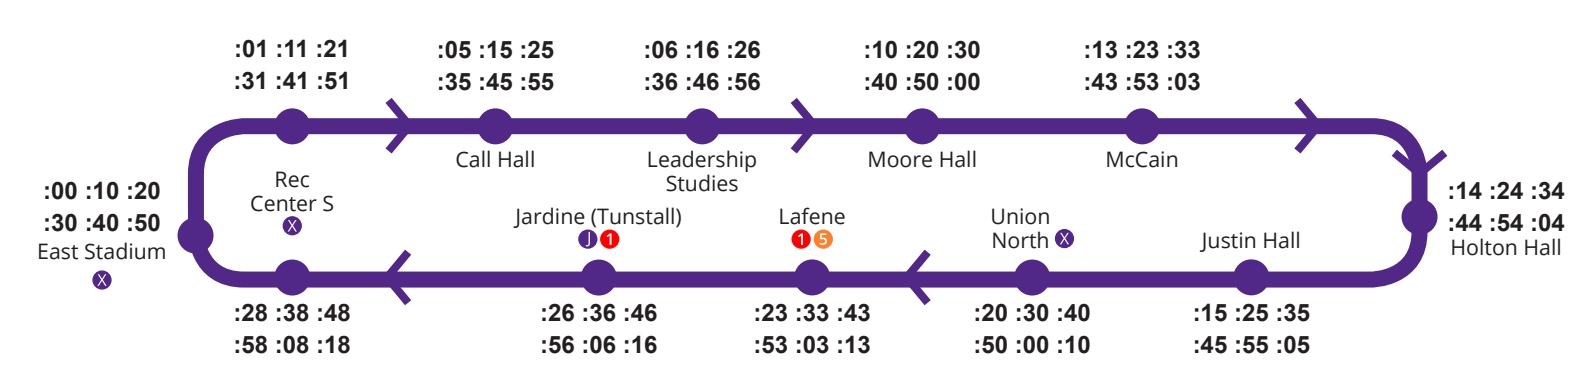 :01 :11 :21
:31 :41 :51
:05 :15 :25
:35 :45 :55
:06 :16 :26
:36 :46 :56
:10 :20 :30
:40 :50 :00
:13 :23 :33
:43 :53 :03
Call Hall
Leadership
Studies
Moore Hall
McCain
Rec
Center S
X
:00 :10 :20
:30 :40 :50
East Stadium
X
:14 :24 :34
:44 :54 :04
Holton Hall
Jardine (Tunstall)
J 1
Lafene
1 5
Union
North X
Justin Hall
:28 :38 :48
:58 :08 :18
:26 :36 :46
:56 :06 :16
:23 :33 :43
:53 :03 :13
:20 :30 :40
:50 :00 :10
:15 :25 :35
:45 :55 :05